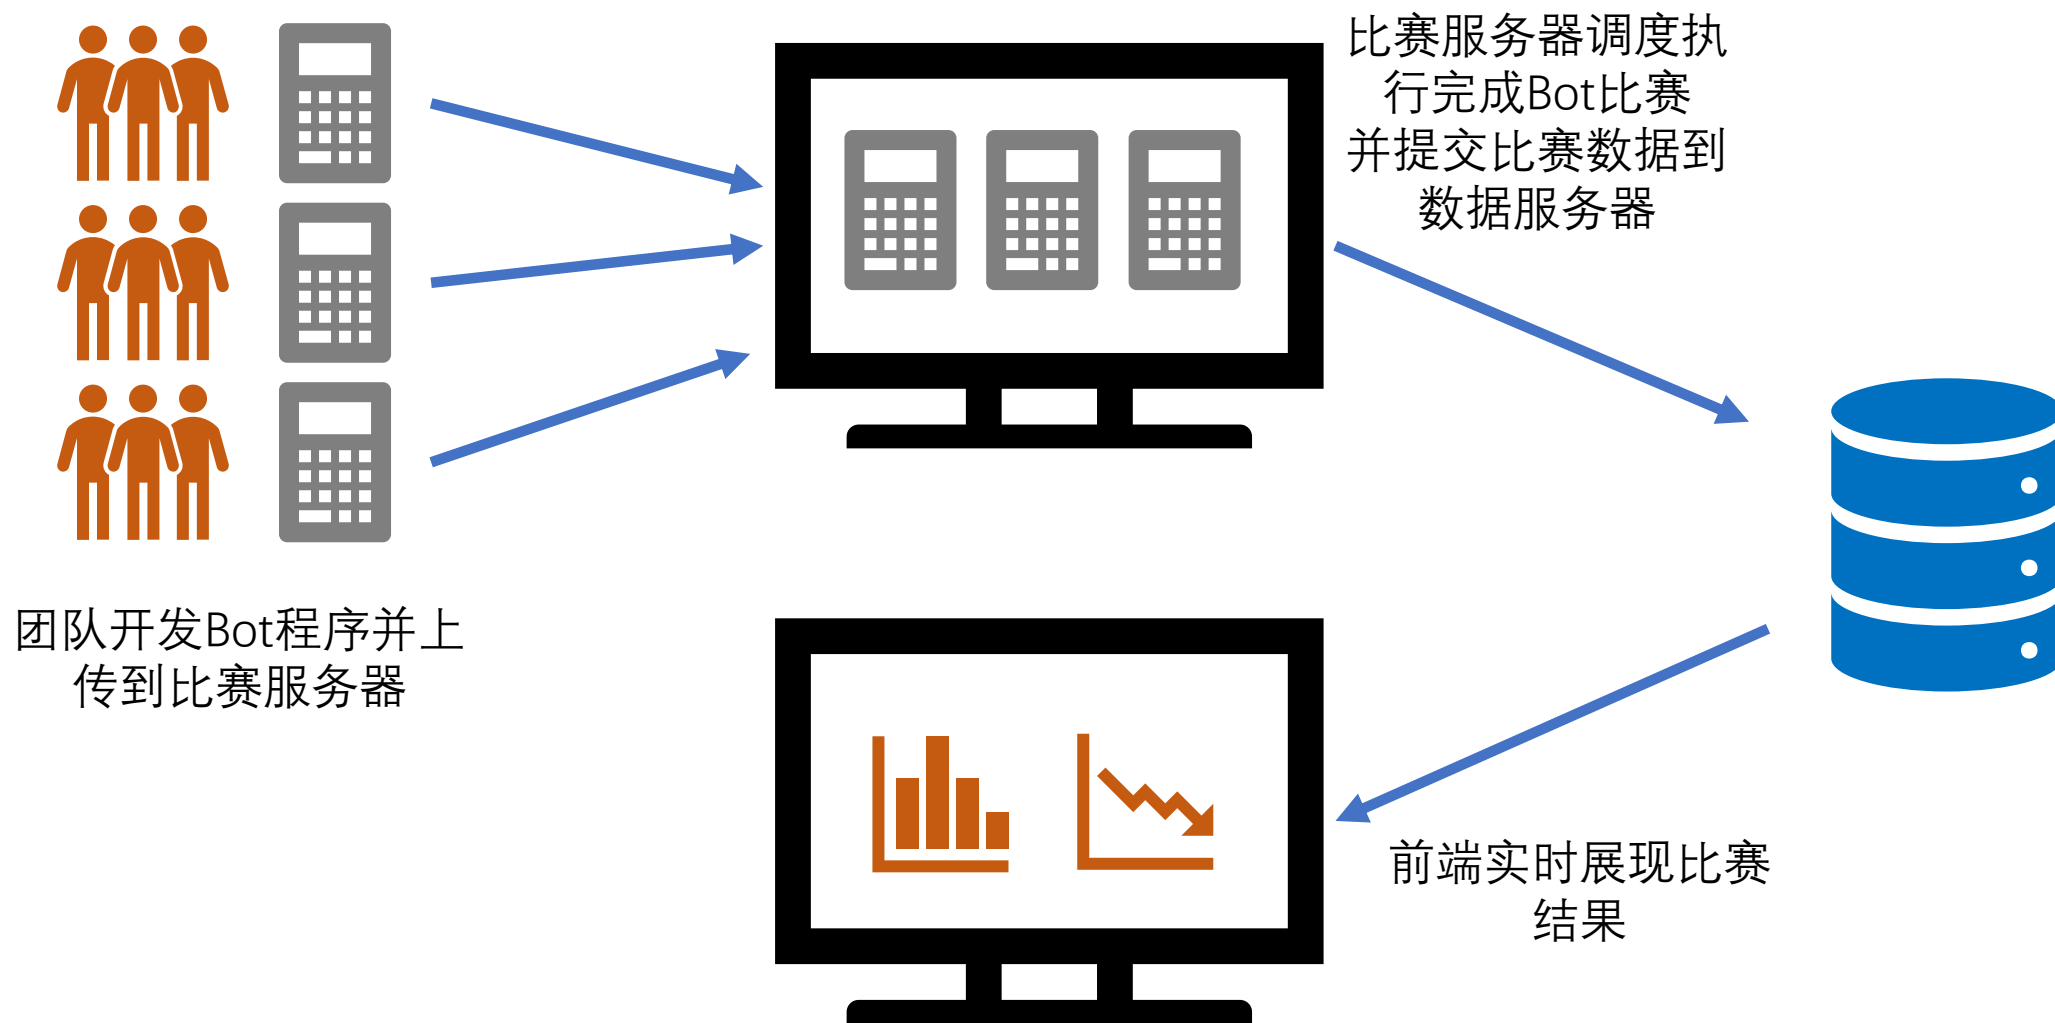 比赛服务器调度执
行完成Bot比赛
并提交比赛数据到
数据服务器
团队开发Bot程序并上
传到比赛服务器
前端实时展现比赛
结果